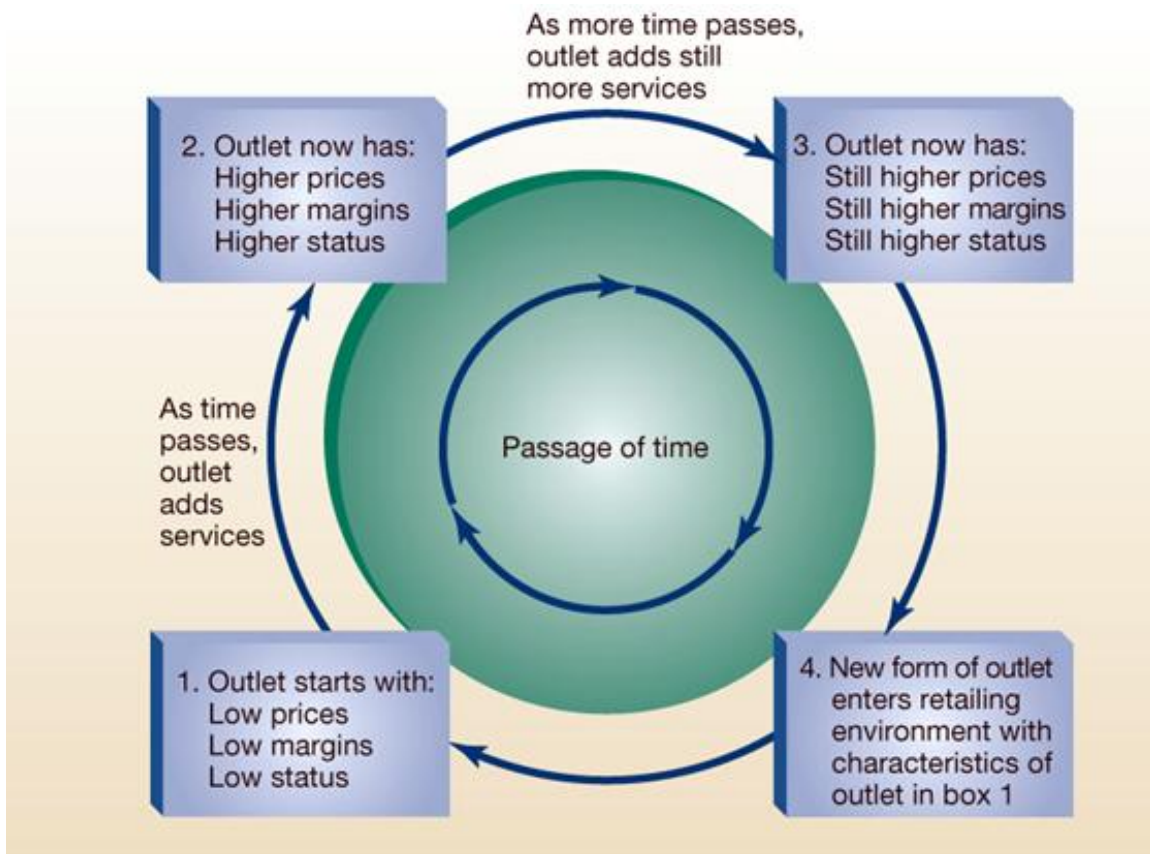 As more time passes,
outlet adds still
more services
2. Outlet now has:
Higher prices
Higher margins
Higher status
3. Outlet now has:
Still higher prices
Still higher margins
Still higher status
As time
passes,
outlet
adds
services
Passage of time
1. Outlet starts with:
Low prices
Low margins
Low status
4. New form of outlet
enters retailing
environment with
characteristics of
outlet in box 1